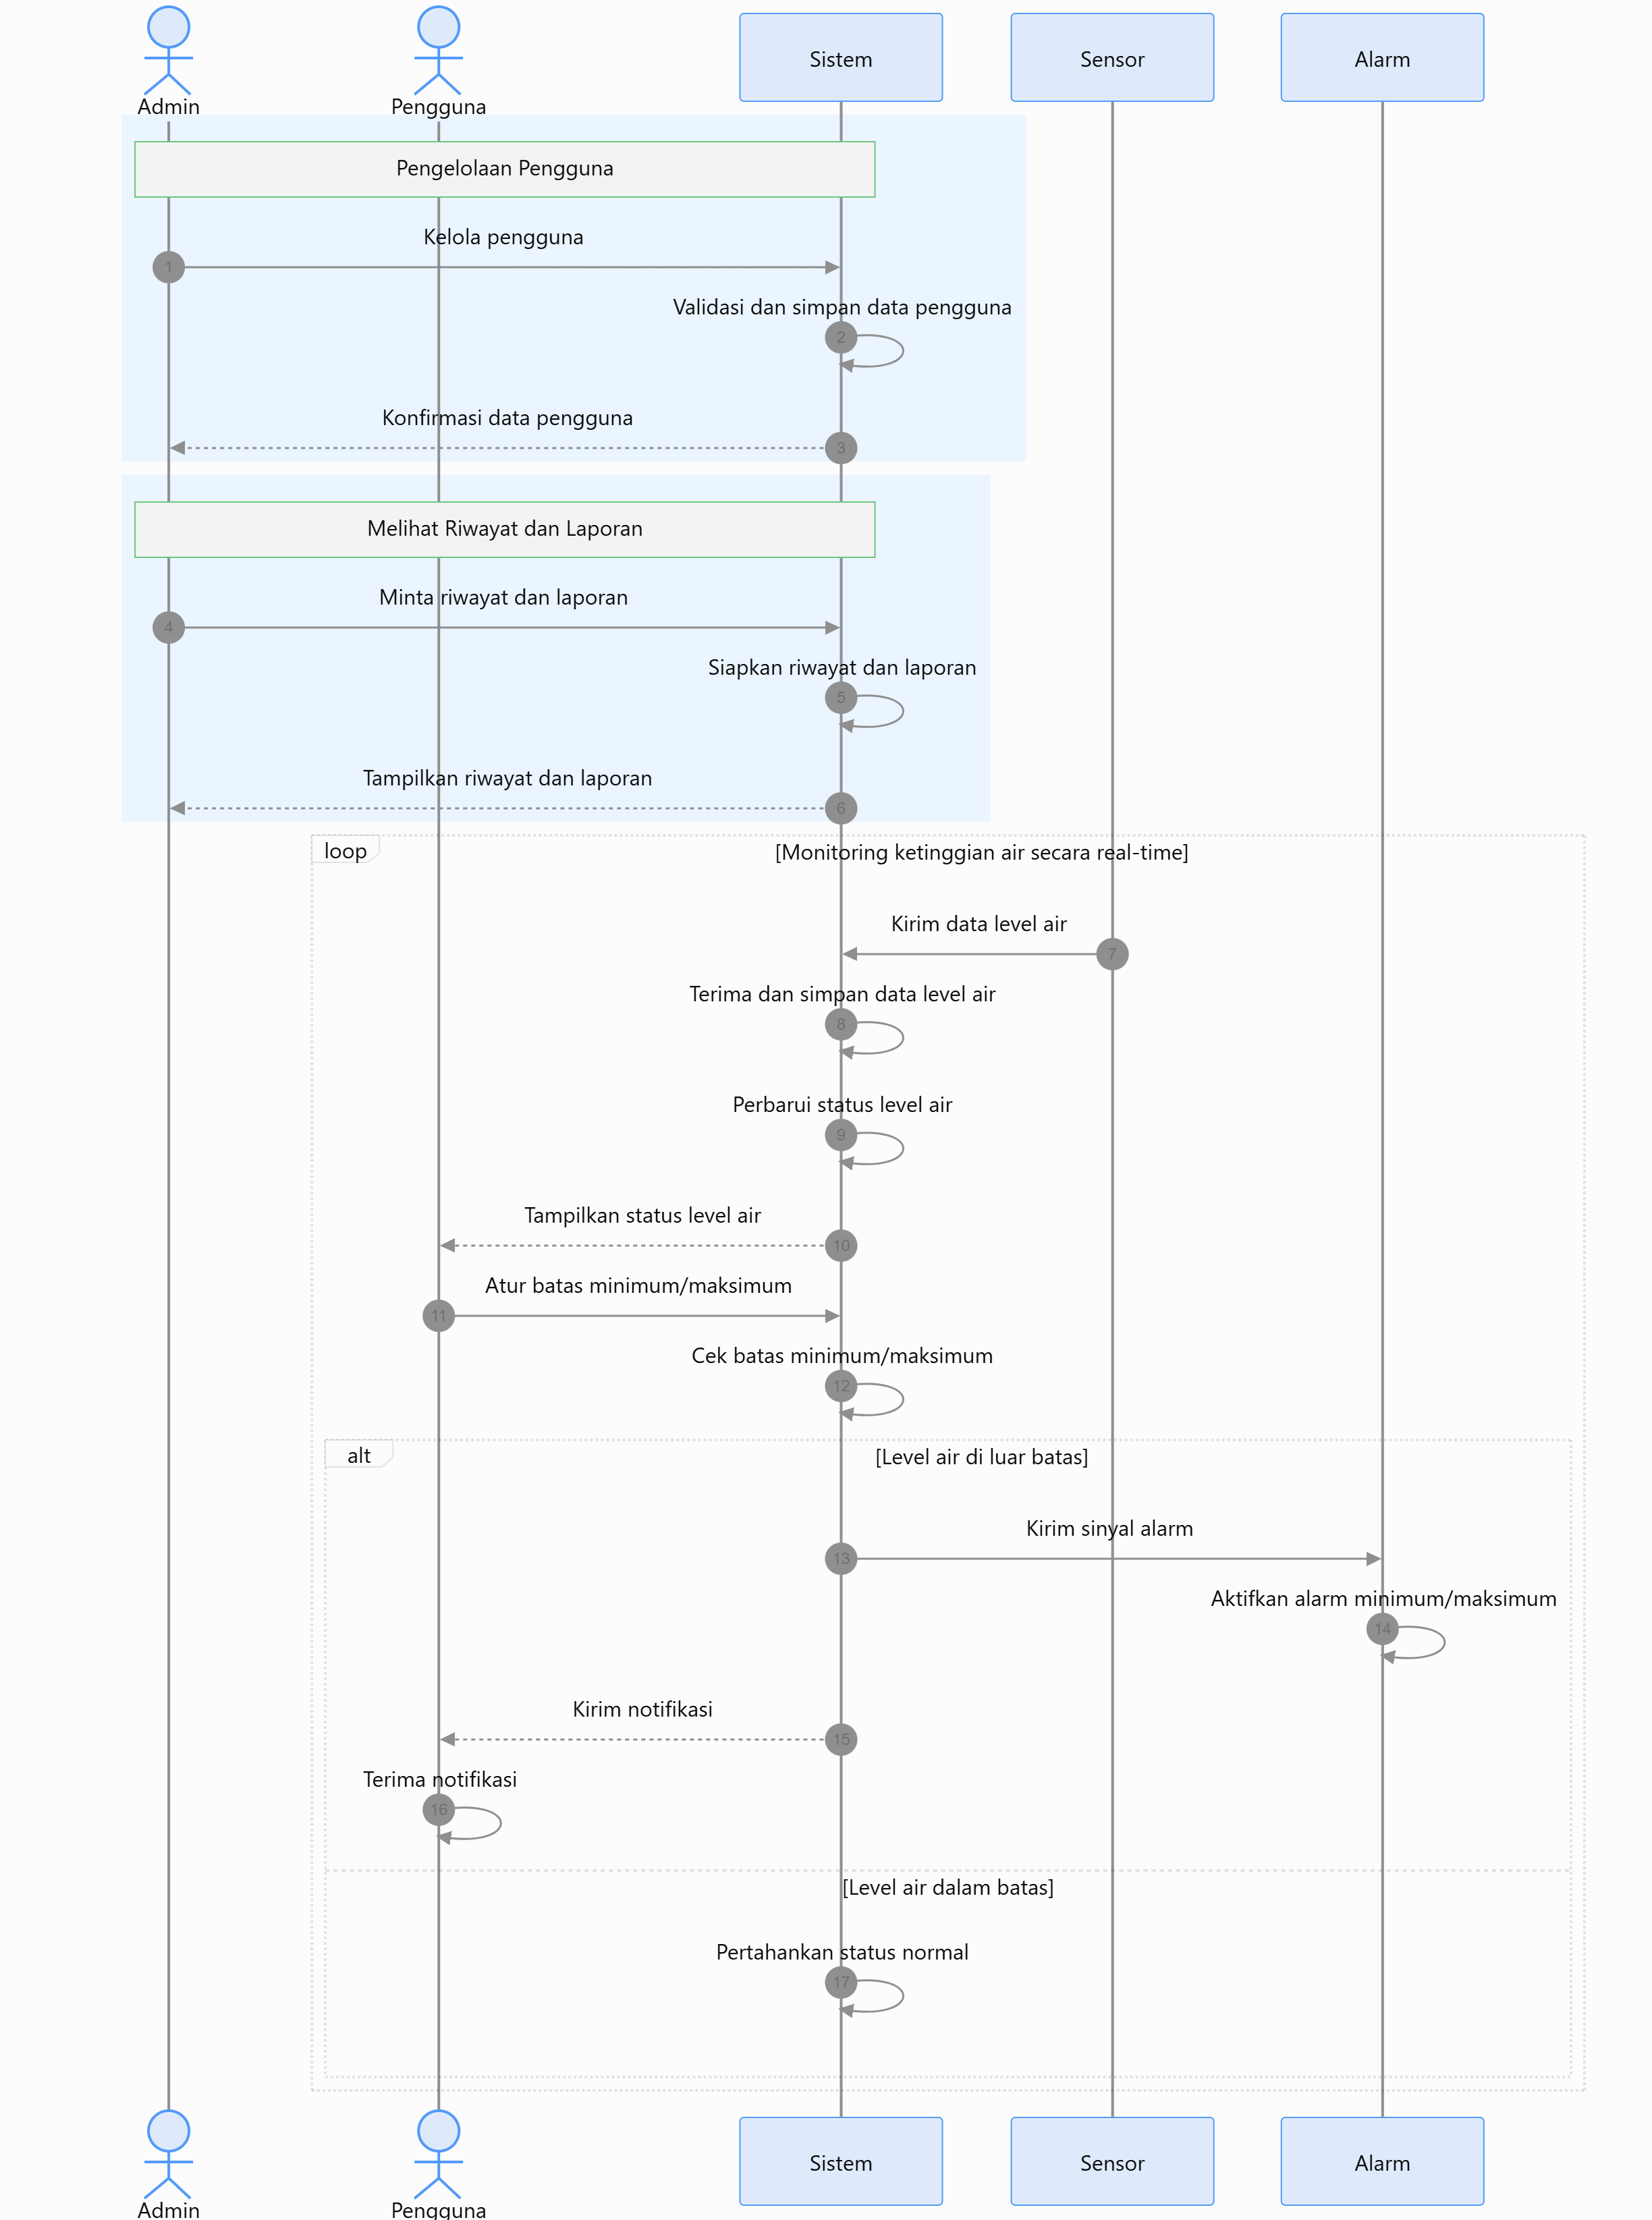 Admin
Pengguna
Sistem
Sensor
Alarm
Pengelolaan Pengguna
Kelola pengguna
1
Validasi dan simpan data pengguna
2
Konfirmasi data pengguna
3
Melihat Riwayat dan Laporan
Minta riwayat dan laporan
4
Siapkan riwayat dan laporan
5
Tampilkan riwayat dan laporan
6
loop
[Monitoring ketinggian air secara real-time]
Kirim data level air
7
Terima dan simpan data level air
8
Perbarui status level air
9
Tampilkan status level air
10
Atur batas minimum/maksimum
11
Cek batas minimum/maksimum
12
alt
[Level air di luar batas]
Kirim sinyal alarm
13
Aktifkan alarm minimum/maksimum
14
Kirim notifikasi
15
Terima notifikasi
16
[Level air dalam batas]
Pertahankan status normal
17
Admin
Pengguna
Sistem
Sensor
Alarm